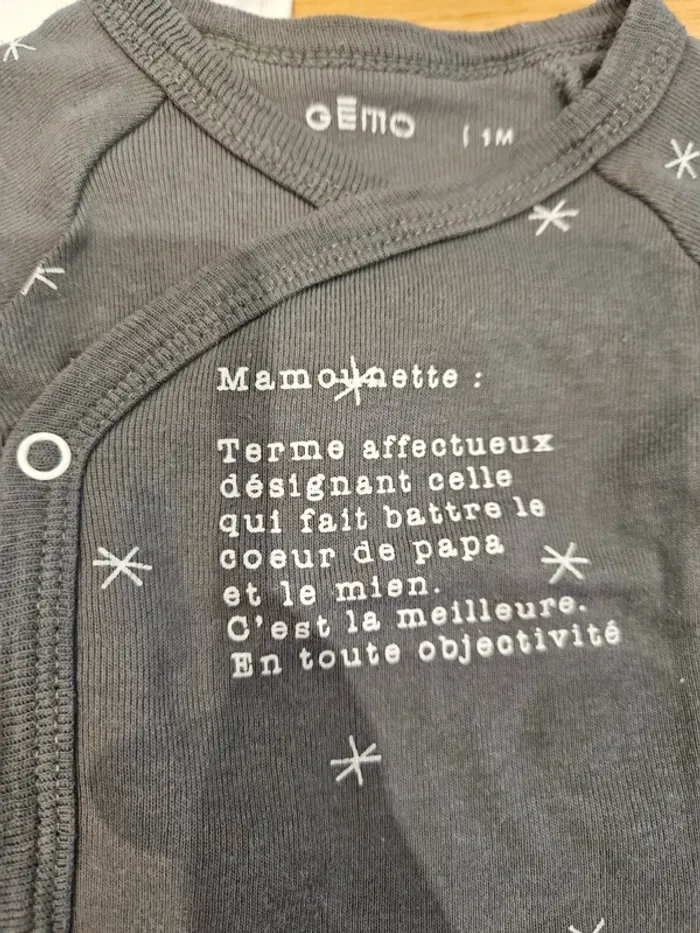 GĒMO
1M
Mamounette :
Terme affectueux
désignant celle
qui fait battre le
coeur de papa
et le mien.
C'est la meilleure.
En toute objectivité